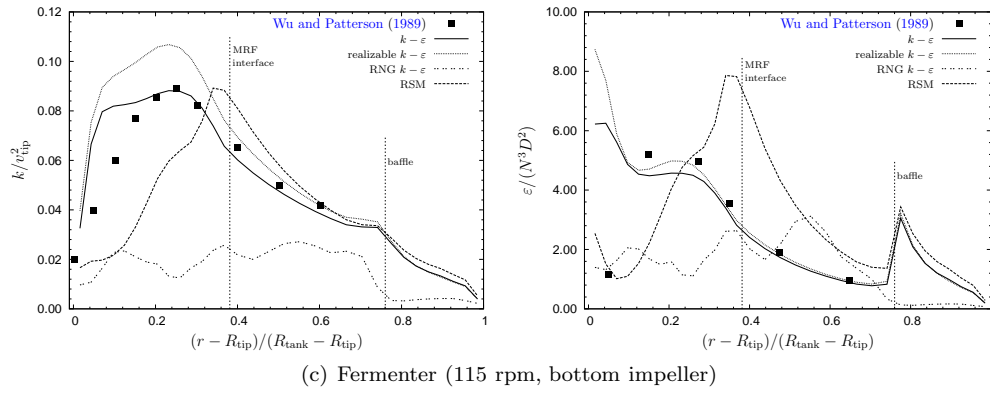 0.12
0.10
0.08
0.06
0.04
0.02
0.00
k/v²tip
0
0.2
0.4
0.6
0.8
1
(r − Rtip)/(Rtank − Rtip)
Wu and Patterson (1989)
k − ε
realizable k − ε
RNG k − ε
RSM
MRF
interface
baffle
10.00
8.00
6.00
4.00
2.00
0.00
ε/(N³D²)
0
0.2
0.4
0.6
0.8
(r − Rtip)/(Rtank − Rtip)
Wu and Patterson (1989)
k − ε
realizable k − ε
RNG k − ε
RSM
MRF
interface
baffle
(c) Fermenter (115 rpm, bottom impeller)